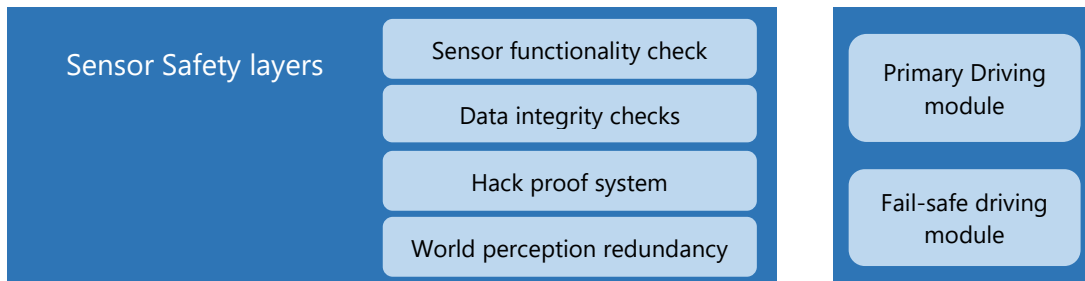 Sensor Safety layers
Sensor functionality check
Data integrity checks
Hack proof system
World perception redundancy
Primary Driving
module
Fail-safe driving
module